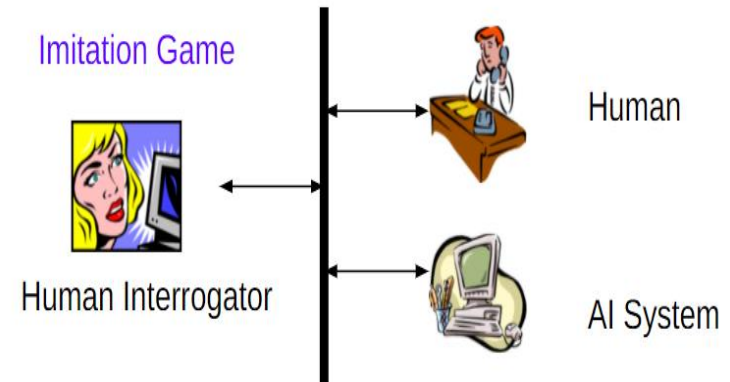 Imitation Game
Human
Human Interrogator
AI System